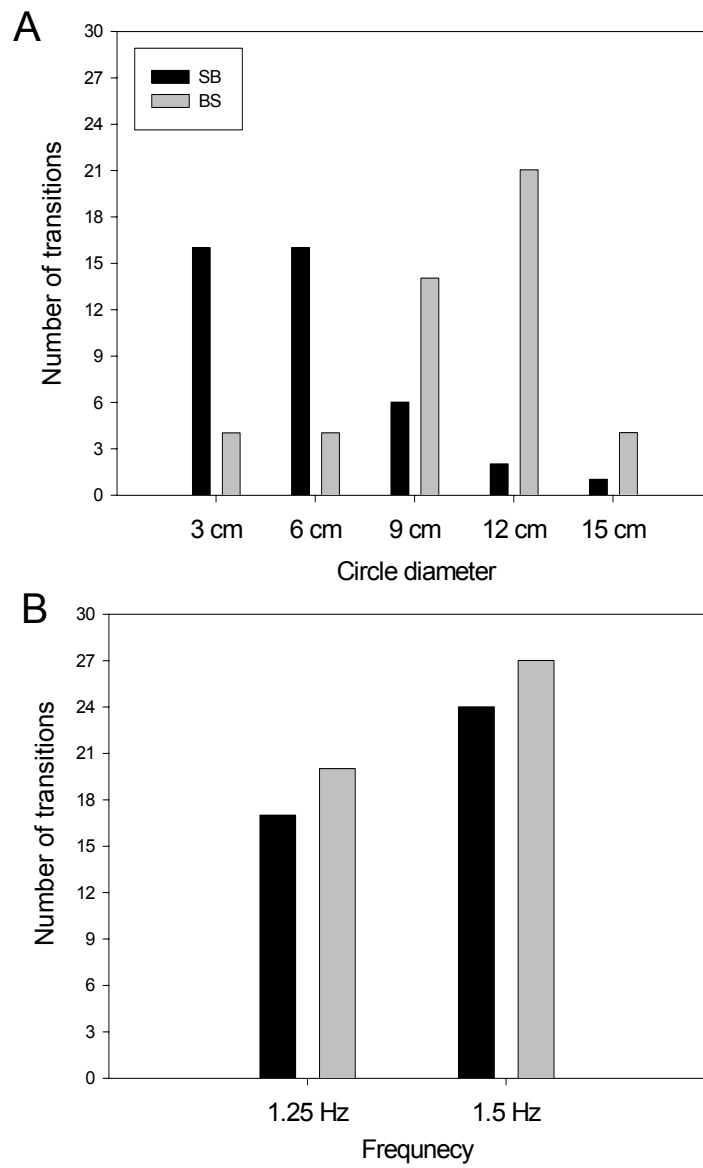 A
30
27
24
21
18
15
12
9
6
3
0
Number of transitions
SB
BS
3 cm 6 cm 9 cm 12 cm 15 cm
Circle diameter
B
30
27
24
21
18
15
12
9
6
3
0
Number of transitions
1.25 Hz 1.5 Hz
Frequnecy